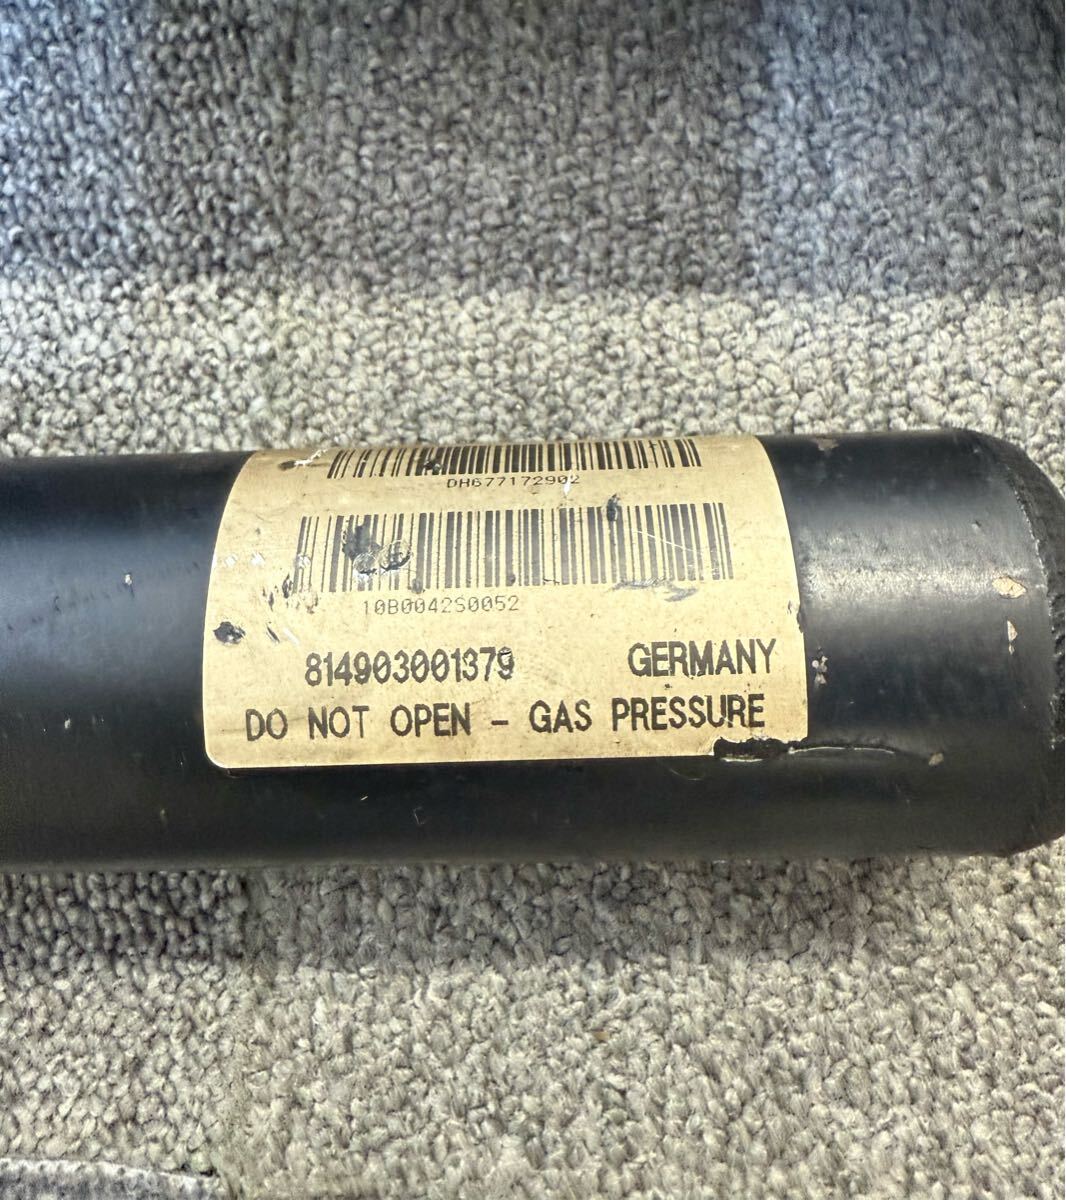 DH677172902
10B0042S0052
814903001379 GERMANY
DO NOT OPEN - GAS PRESSURE